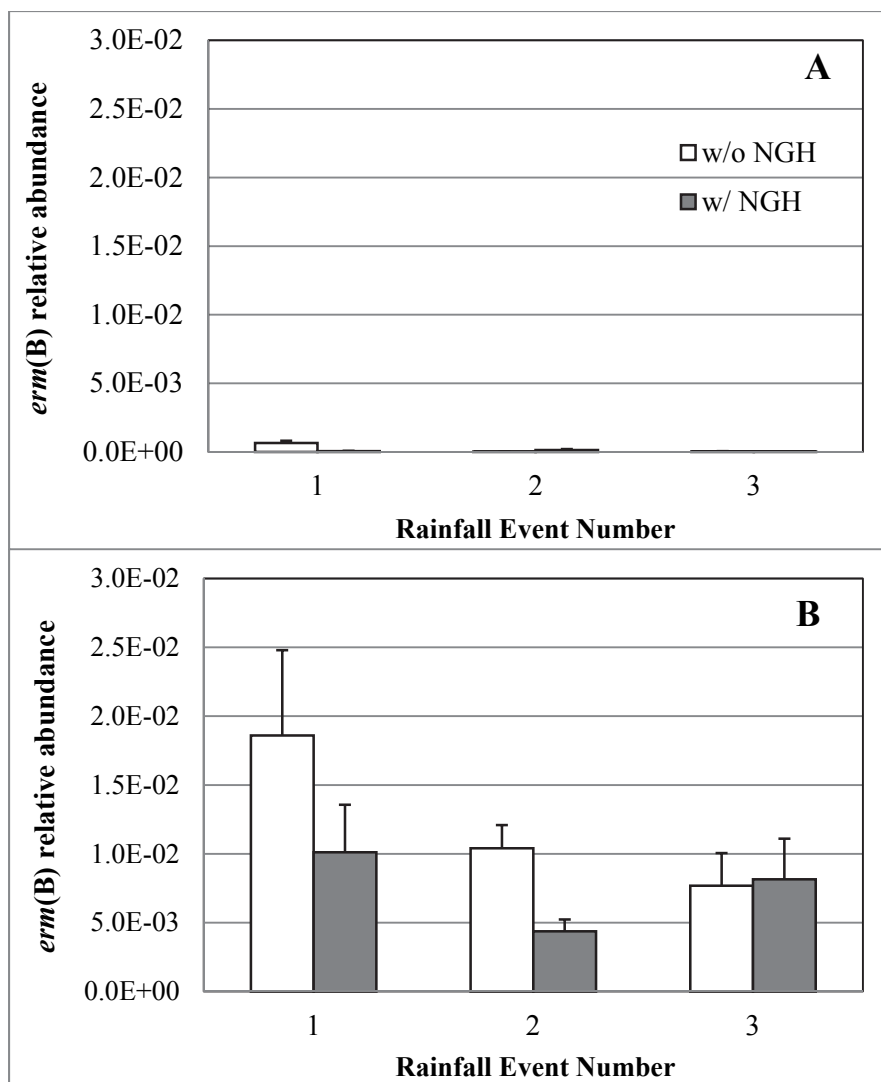 A
3.0E-02
2.5E-02
2.0E-02
1.5E-02
1.0E-02
5.0E-03
0.0E+00
erm(B) relative abundance
w/o NGH
w/ NGH
1 2 3
Rainfall Event Number
B
3.0E-02
2.5E-02
2.0E-02
1.5E-02
1.0E-02
5.0E-03
0.0E+00
erm(B) relative abundance
1 2 3
Rainfall Event Number